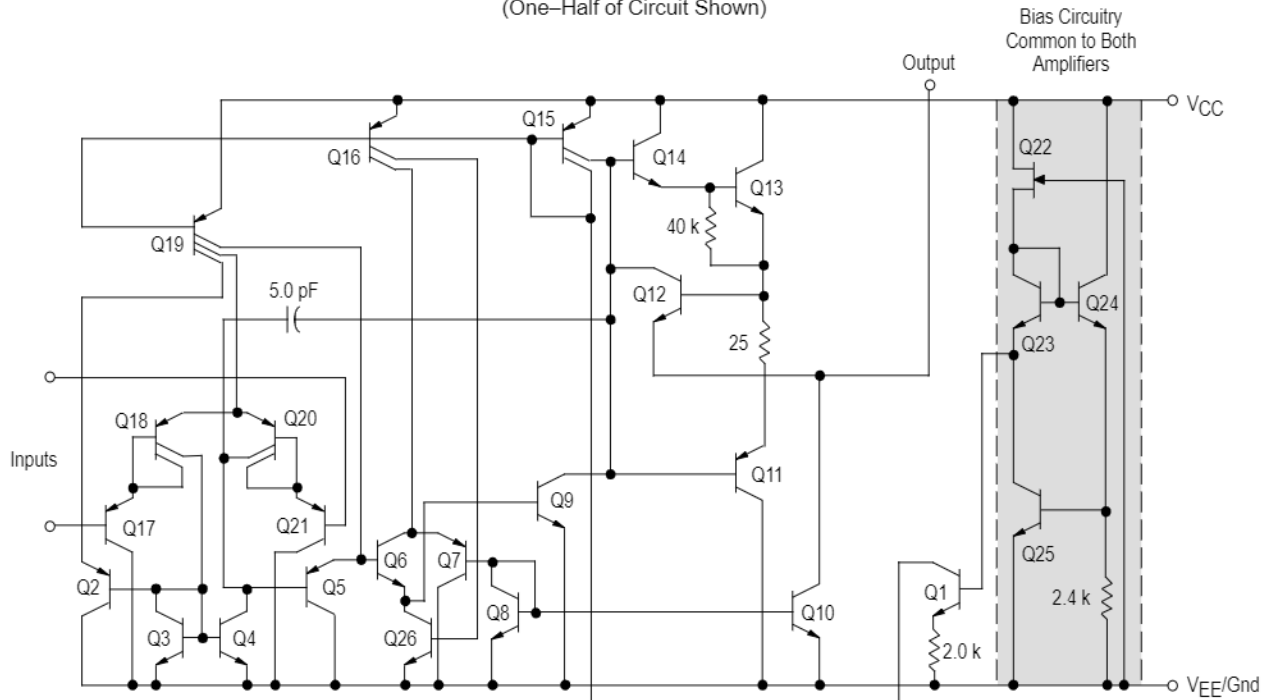 (One–Half of Circuit Shown)
Bias Circuitry
Common to Both
Amplifiers
Output
VCC
Q15
Q16
Q14
Q22
Q13
40 k
Q19
5.0 pF
Q12
Q24
25
Q23
Q18
Q20
Inputs
Q11
Q9
Q17
Q21
Q25
Q6
Q7
Q2
Q5
Q1
2.4 k
Q8
Q10
Q3
Q4
Q26
2.0 k
VEE/Gnd